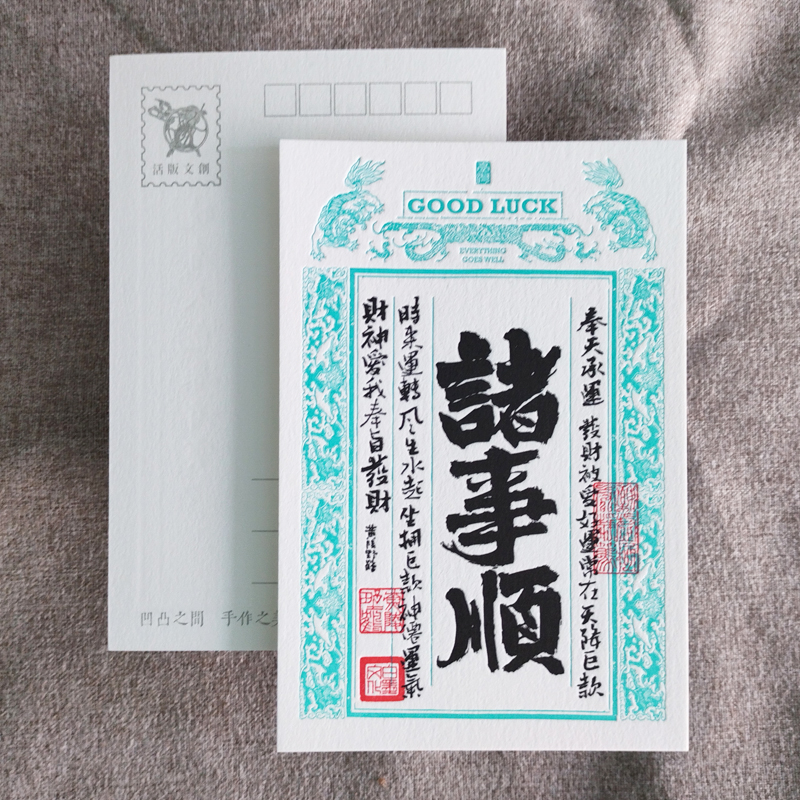 活版文創
凹凸之間 手作之美
GOOD LUCK
EVERYTHING
GOES WELL
奉天承運 發財被愛好運常在天降巨款
諸事順
時來運轉风生水起坐擁巨款神秘運氣
財神愛我奉旨發財